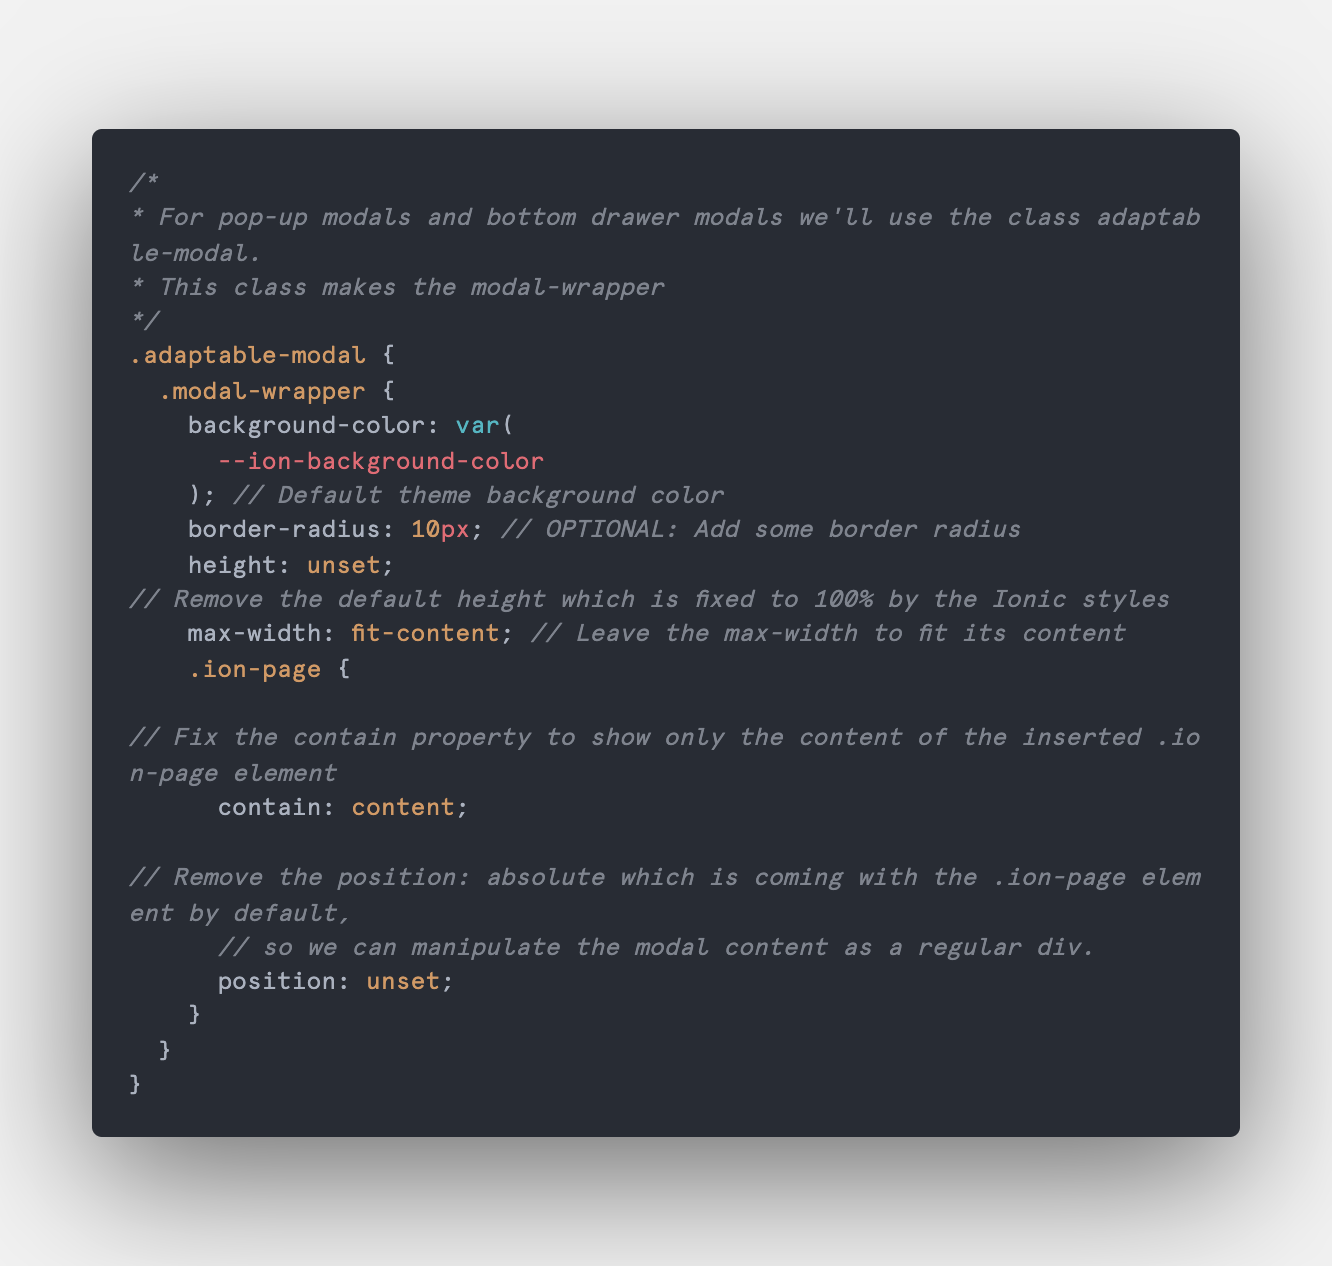 /*
* For pop-up modals and bottom drawer modals we'll use the class adaptab
le-modal.
* This class makes the modal-wrapper
*/
.adaptable-modal {
  .modal-wrapper {
    background-color: var(
      --ion-background-color
    ); // Default theme background color
    border-radius: 10px; // OPTIONAL: Add some border radius
    height: unset;
// Remove the default height which is fixed to 100% by the Ionic styles
    max-width: fit-content; // Leave the max-width to fit its content
    .ion-page {

// Fix the contain property to show only the content of the inserted .io
n-page element
      contain: content;

// Remove the position: absolute which is coming with the .ion-page elem
ent by default,
      // so we can manipulate the modal content as a regular div.
      position: unset;
    }
  }
}